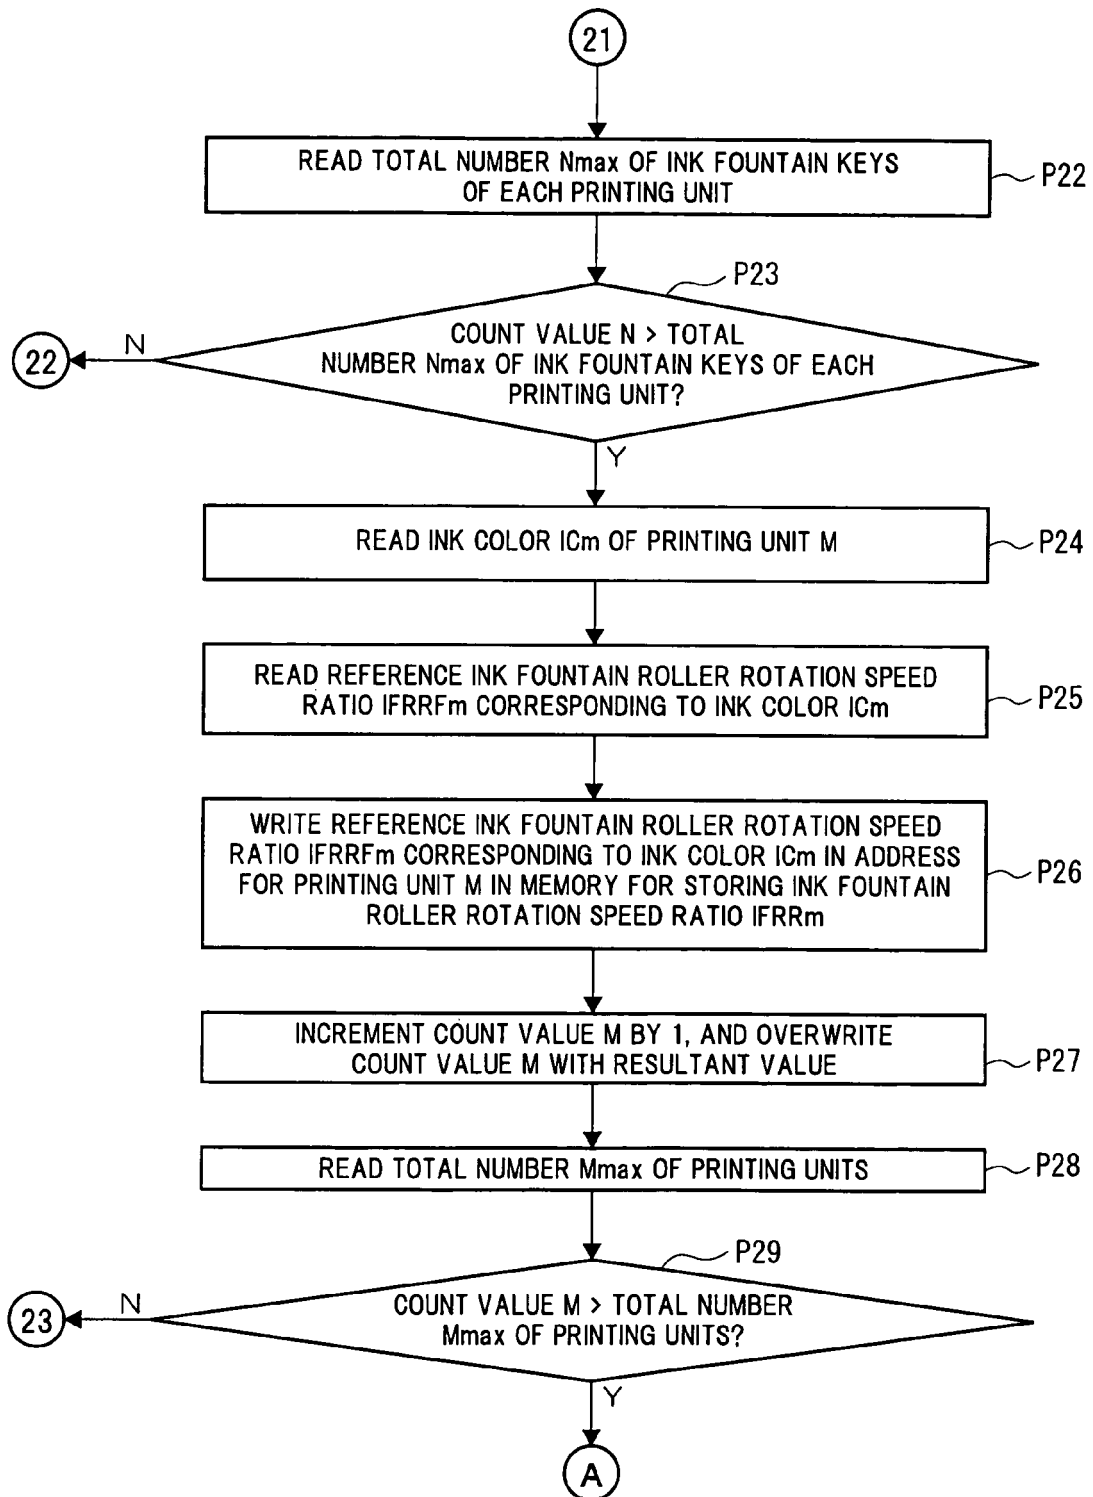 21
READ TOTAL NUMBER Nmax OF INK FOUNTAIN KEYS
OF EACH PRINTING UNIT
P22
P23
COUNT VALUE N > TOTAL
NUMBER Nmax OF INK FOUNTAIN KEYS OF EACH
PRINTING UNIT?
N
22
Y
READ INK COLOR ICm OF PRINTING UNIT M
P24
READ REFERENCE INK FOUNTAIN ROLLER ROTATION SPEED
RATIO IFRRFm CORRESPONDING TO INK COLOR ICm
P25
WRITE REFERENCE INK FOUNTAIN ROLLER ROTATION SPEED
RATIO IFRRFm CORRESPONDING TO INK COLOR ICm IN ADDRESS
FOR PRINTING UNIT M IN MEMORY FOR STORING INK FOUNTAIN
ROLLER ROTATION SPEED RATIO IFRRm
P26
INCREMENT COUNT VALUE M BY 1, AND OVERWRITE
COUNT VALUE M WITH RESULTANT VALUE
P27
READ TOTAL NUMBER Mmax OF PRINTING UNITS
P28
P29
COUNT VALUE M > TOTAL NUMBER
Mmax OF PRINTING UNITS?
N
23
Y
A